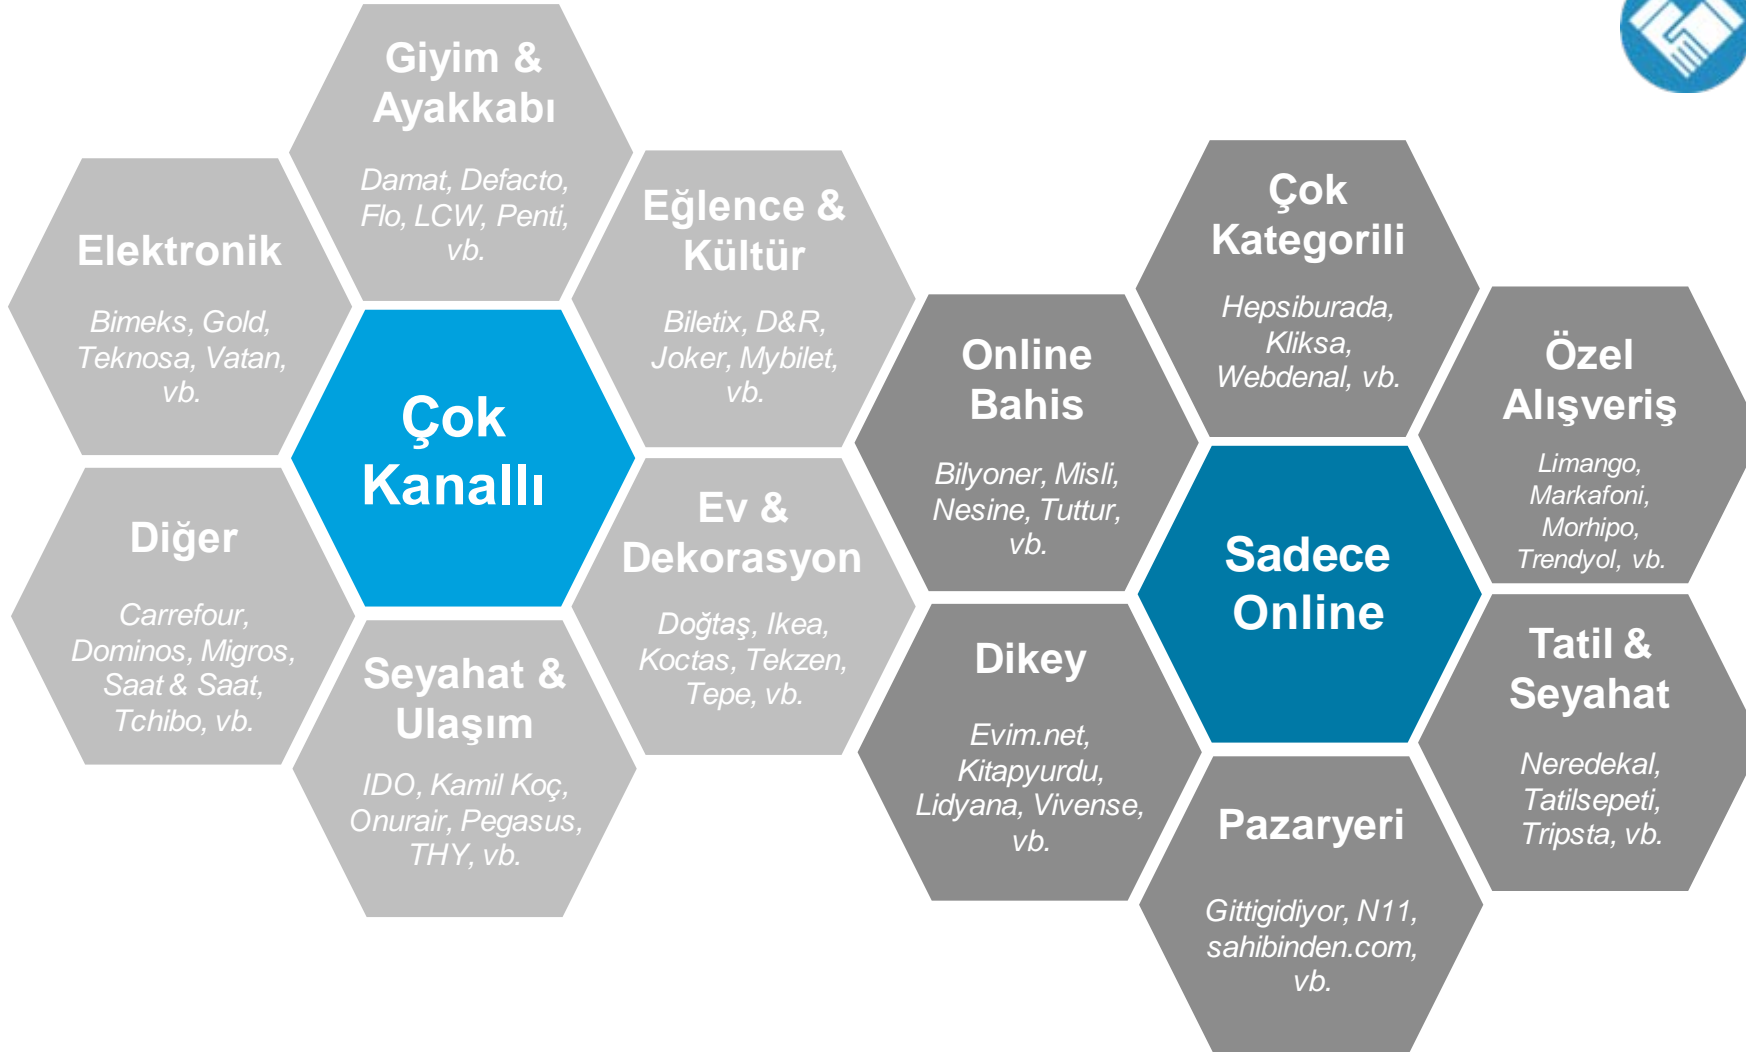 Giyim &
Ayakkabı
Damat, Defacto,
Flo, LCW, Penti,
vb.
Elektronik
Bimeks, Gold,
Teknosa, Vatan,
vb.
Eğlence &
Kültür
Biletix, D&R,
Joker, Mybilet,
vb.
Çok
Kanallı
Diğer
Carrefour,
Dominos, Migros,
Saat & Saat,
Tchibo, vb.
Ev &
Dekorasyon
Doğtaş, Ikea,
Koctas, Tekzen,
Tepe, vb.
Seyahat &
Ulaşım
IDO, Kamil Koç,
Onurair, Pegasus,
THY, vb.
Çok
Kategorili
Hepsiburada,
Kliksa,
Webdenal, vb.
Online
Bahis
Bilyoner, Misli,
Nesine, Tuttur,
vb.
Özel
Alışveriş
Limango,
Markafoni,
Morhipo,
Trendyol, vb.
Sadece
Online
Dikey
Evim.net,
Kitapyurdu,
Lidyana, Vivense,
vb.
Tatil &
Seyahat
Neredekal,
Tatilsepeti,
Tripsta, vb.
Pazaryeri
Gittigidiyor, N11,
sahibinden.com,
vb.